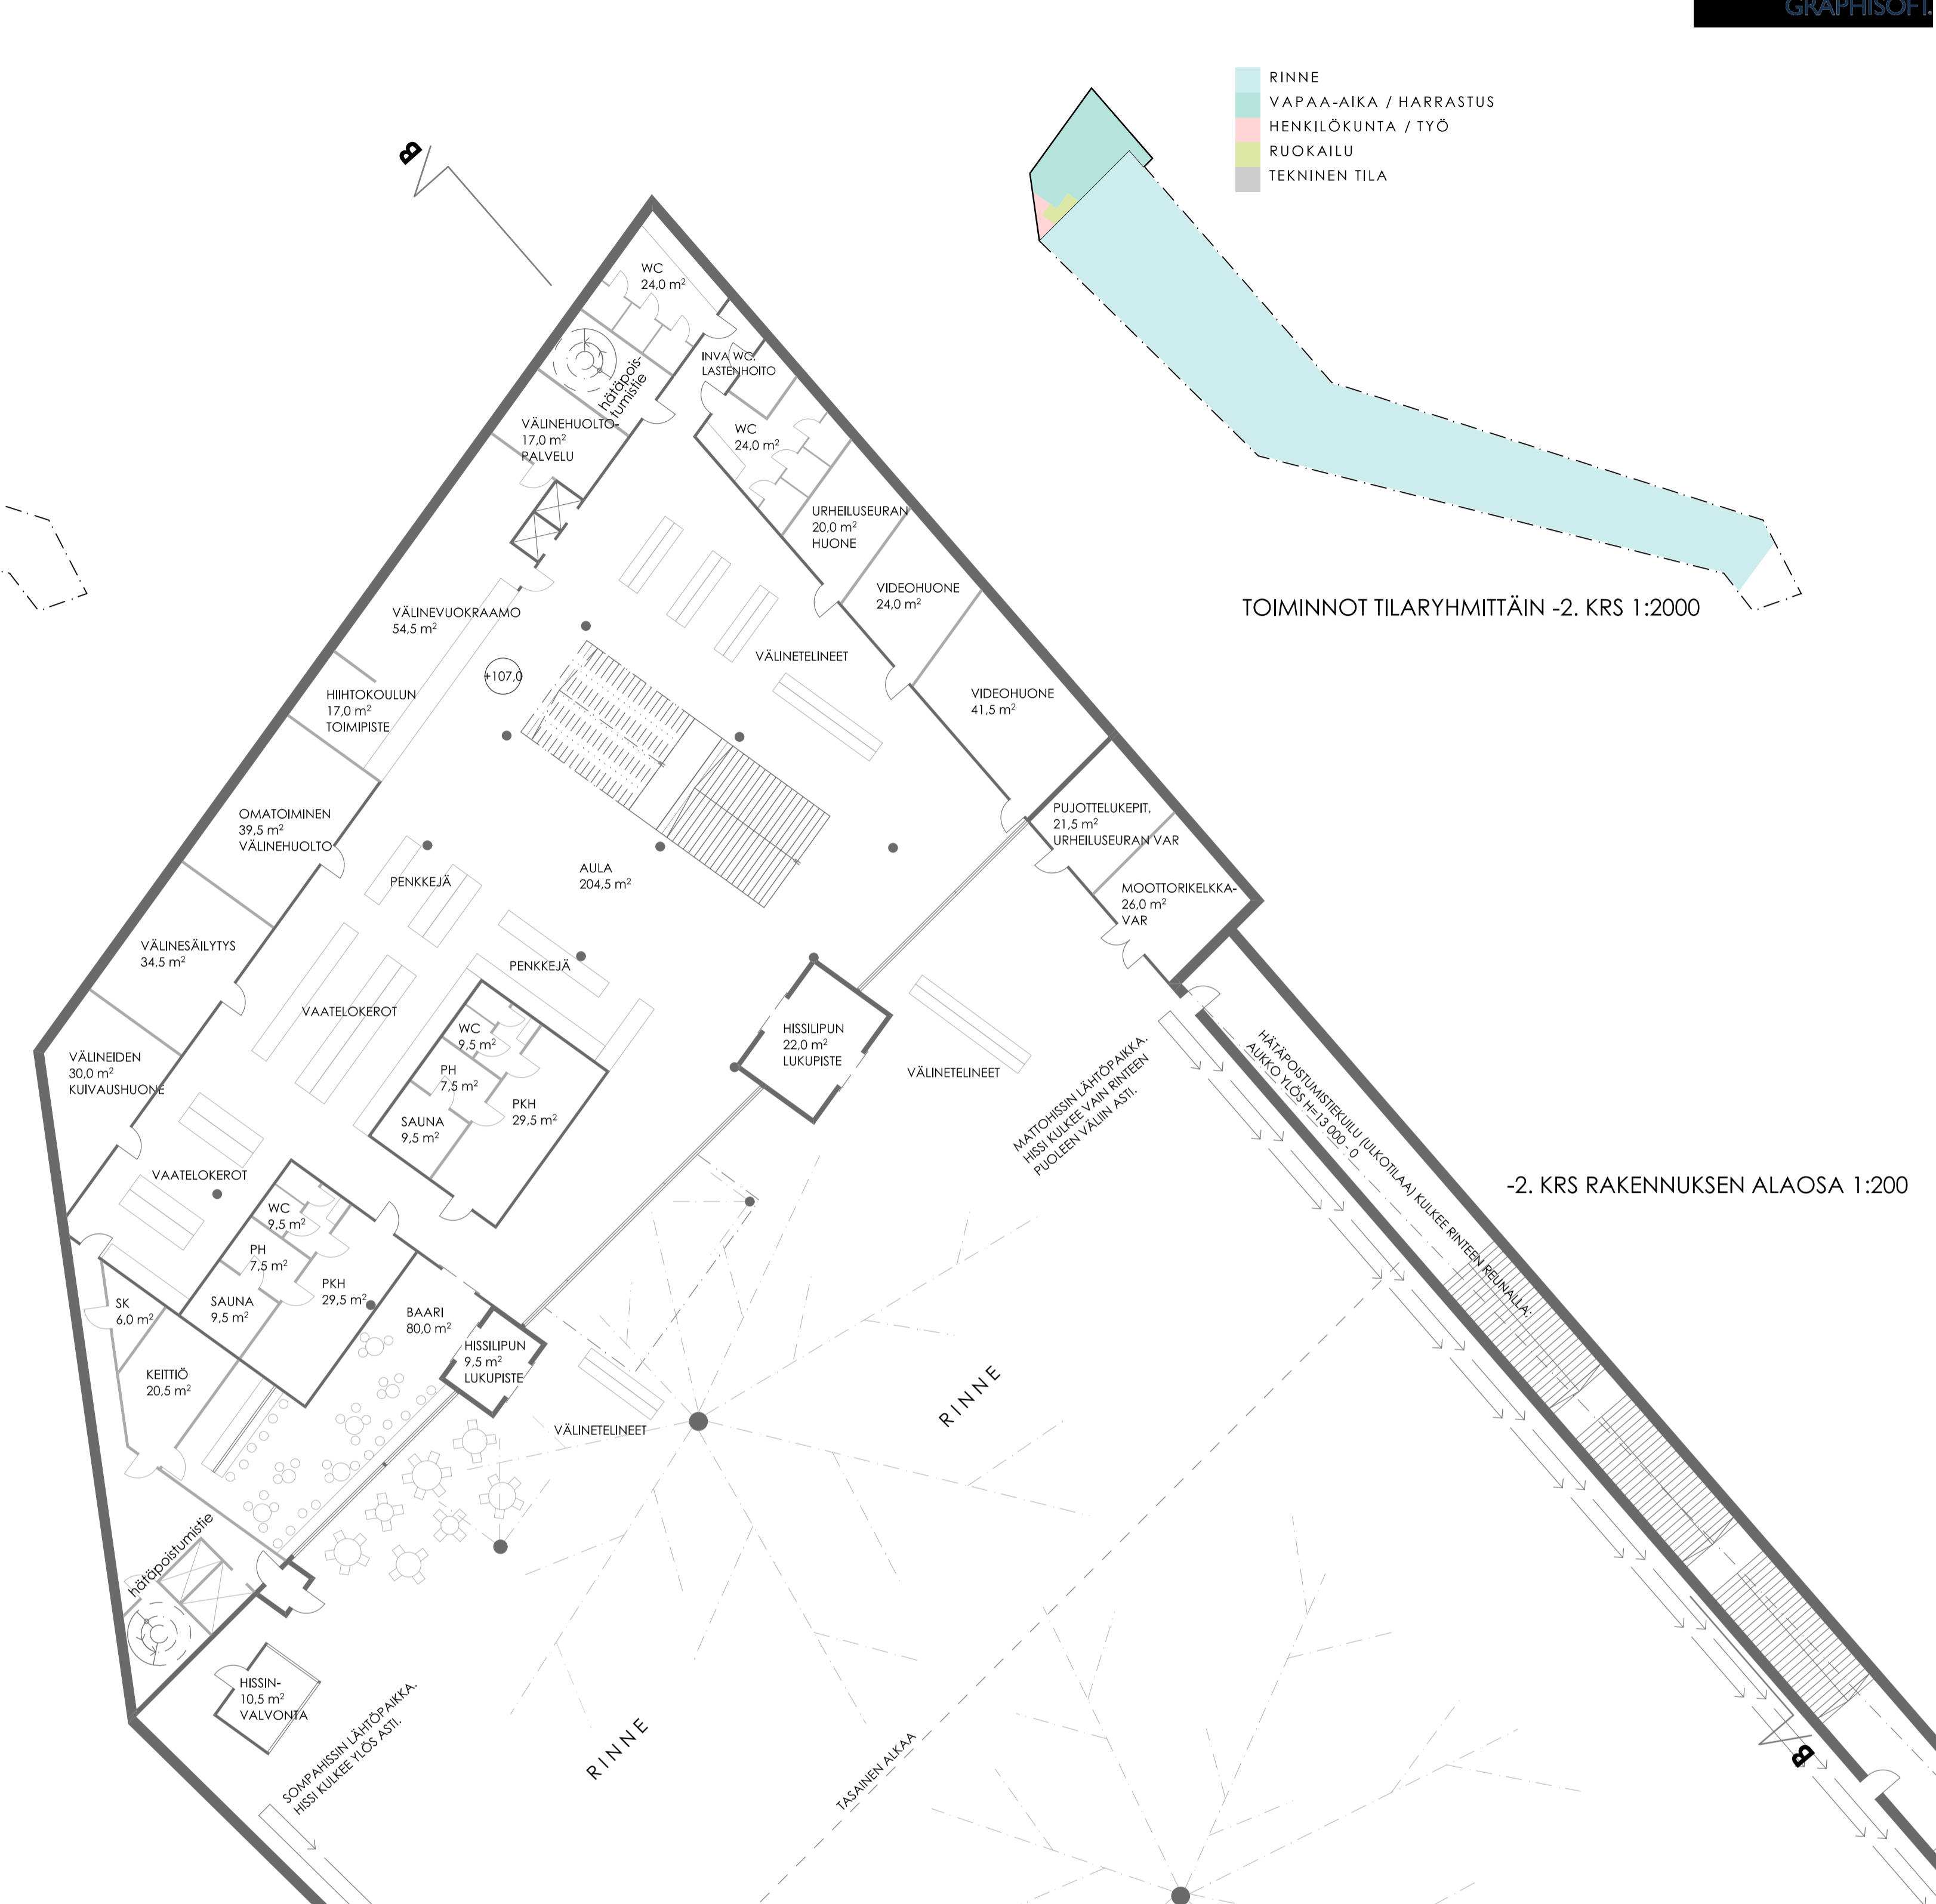 GRAPHISOFT.
RINNE
VAPAA-AIKA / HARRASTUS
HENKILÖKUNTA / TYÖ
RUOKAILU
TEKNINEN TILA
TOIMINNOT TILARYHMITTÄIN -2. KRS 1:2000
B
WC
24,0 m²
INVA WC,
LASTENHOITO
hätäpois-
tumistie
VÄLINEHUOLTO-
17,0 m²
PALVELU
WC
24,0 m²
URHEILUSEURAN
20,0 m²
HUONE
VIDEOHUONE
24,0 m²
VÄLINEVUOKRAAMO
54,5 m²
VÄLINETELINEET
+107,0
HIIHTOKOULUN
17,0 m²
TOIMIPISTE
VIDEOHUONE
41,5 m²
OMATOIMINEN
39,5 m²
VÄLINEHUOLTO
PUJOTTELUKEPIT,
21,5 m²
URHEILUSEURAN VAR
PENKKEJÄ
AULA
204,5 m²
MOOTTORIKELKKA-
26,0 m²
VAR
VÄLINESÄILYTYS
34,5 m²
PENKKEJÄ
VAATELOKEROT
WC
9,5 m²
HISSILIPUN
22,0 m²
LUKUPISTE
VÄLINEIDEN
30,0 m²
KUIVAUSHUONE
PH
7,5 m²
VÄLINETELINEET
PKH
29,5 m²
SAUNA
9,5 m²
MATTOHISSIN LÄHTÖPAIKKA.
HISSI KULKEE VAIN RINTEEN
PUOLEEN VÄLIIN ASTI.
HÄTÄPOISTUMISTIEKUILU (ULKOTILAA) KULKEE RINTEEN REUNALLA:
AUKKO YLÖS H=13 000 - 0
-2. KRS RAKENNUKSEN ALAOSA 1:200
VAATELOKEROT
WC
9,5 m²
PH
7,5 m²
PKH
29,5 m²
SK
6,0 m²
SAUNA
9,5 m²
BAARI
80,0 m²
HISSILIPUN
9,5 m²
LUKUPISTE
KEITTIÖ
20,5 m²
VÄLINETELINEET
RINNE
hätäpoistumistie
HISSIN-
10,5 m²
VALVONTA
SOMPAHISSIN LÄHTÖPAIKKA.
HISSI KULKEE YLÖS ASTI.
RINNE
TASAINEN ALKAA
B